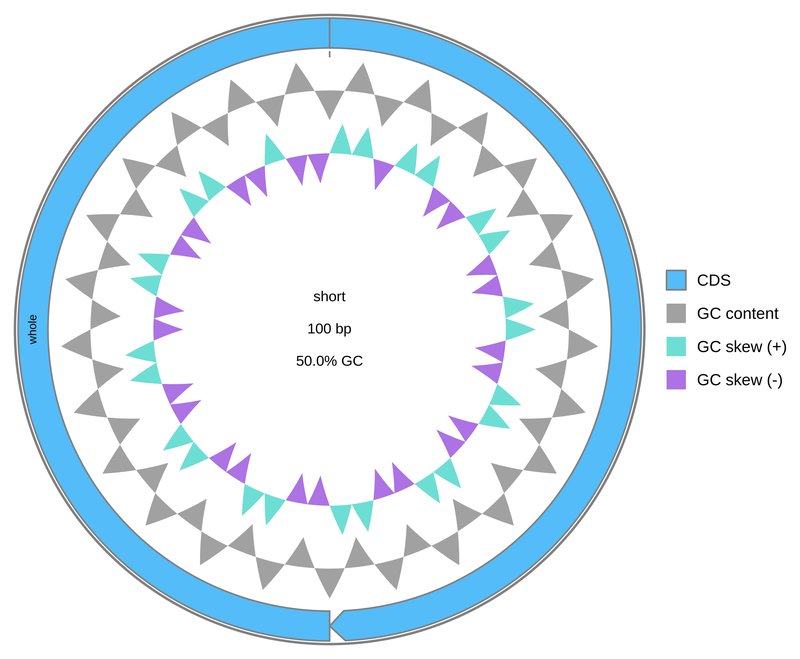 short
100 bp
50.0% GC
whole
CDS
GC content
GC skew (+)
GC skew (-)